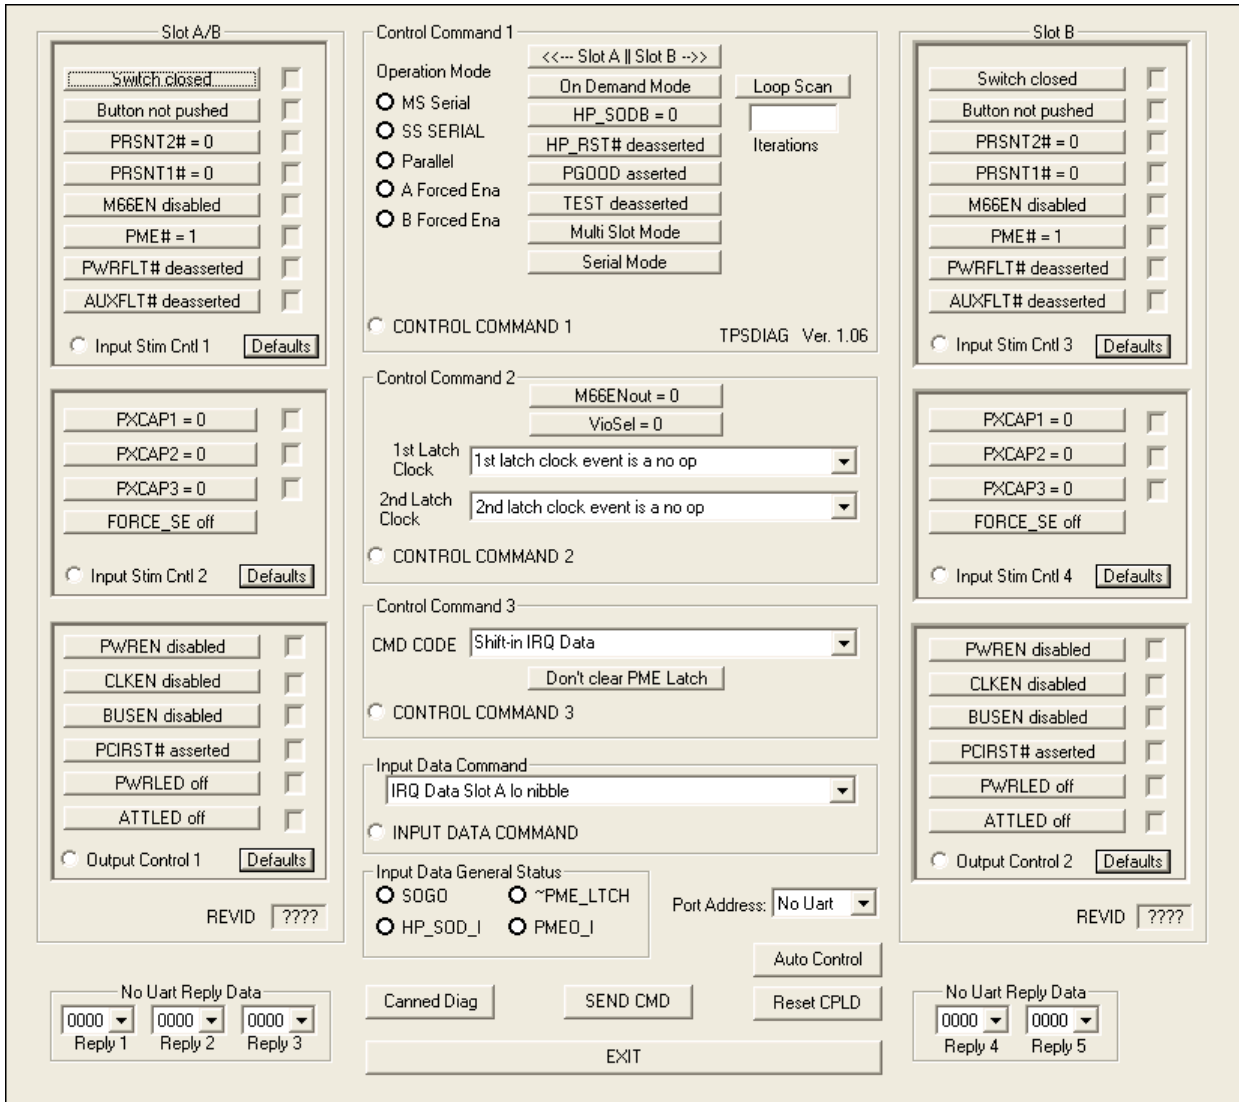 Slot A/B
Switch closed
Button not pushed
PRSNT2# = 0
PRSNT1# = 0
M66EN disabled
PME# = 1
PWRFLT# deasserted
AUXFLT# deasserted
Input Stim Cntl 1 Defaults
PXCAP1 = 0
PXCAP2 = 0
PXCAP3 = 0
FORCE_SE off
Input Stim Cntl 2 Defaults
PWREN disabled
CLKEN disabled
BUSEN disabled
PCIRST# asserted
PWRLED off
ATTLED off
Output Control 1 Defaults
REVID ????
No Uart Reply Data
0000 0000 0000
Reply 1 Reply 2 Reply 3
Control Command 1
Operation Mode
MS Serial
SS SERIAL
Parallel
A Forced Ena
B Forced Ena
<<--- Slot A || Slot B -->>
On Demand Mode
HP_SODB = 0
HP_RST# deasserted
PGOOD asserted
TEST deasserted
Multi Slot Mode
Serial Mode
Loop Scan
Iterations
CONTROL COMMAND 1
TPSDIAG Ver. 1.06
Control Command 2
M66ENout = 0
VioSel = 0
1st Latch
Clock
1st latch clock event is a no op
2nd Latch
Clock
2nd latch clock event is a no op
CONTROL COMMAND 2
Control Command 3
CMD CODE Shift-in IRQ Data
Don't clear PME Latch
CONTROL COMMAND 3
Input Data Command
IRQ Data Slot A lo nibble
INPUT DATA COMMAND
Input Data General Status
SOGO ~PME_LTCH
HP_SOD_I PMEO_I
Port Address: No Uart
Auto Control
Canned Diag SEND CMD Reset CPLD
EXIT
Slot B
Switch closed
Button not pushed
PRSNT2# = 0
PRSNT1# = 0
M66EN disabled
PME# = 1
PWRFLT# deasserted
AUXFLT# deasserted
Input Stim Cntl 3 Defaults
PXCAP1 = 0
PXCAP2 = 0
PXCAP3 = 0
FORCE_SE off
Input Stim Cntl 4 Defaults
PWREN disabled
CLKEN disabled
BUSEN disabled
PCIRST# asserted
PWRLED off
ATTLED off
Output Control 2 Defaults
REVID ????
No Uart Reply Data
0000 0000
Reply 4 Reply 5